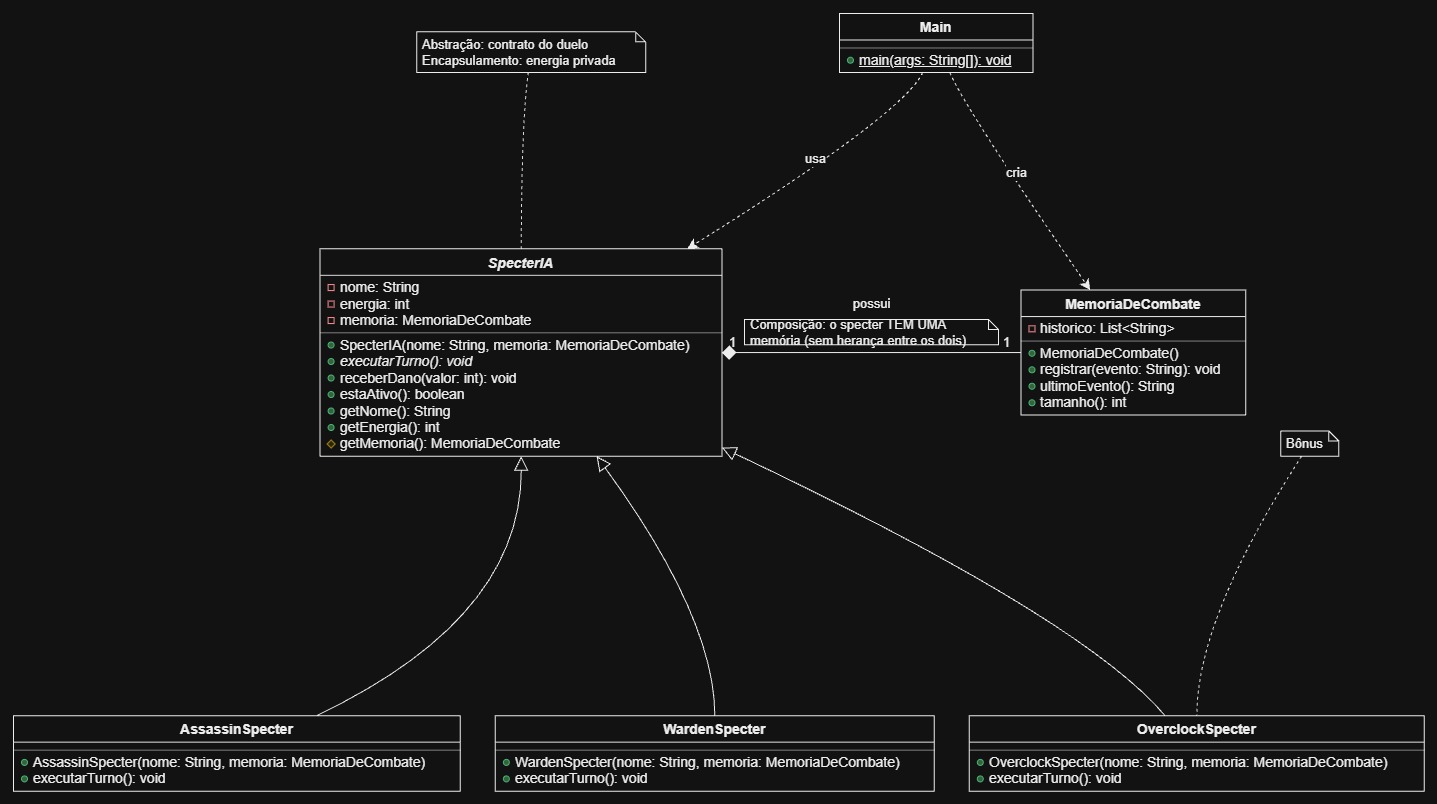 Abstração: contrato do duelo
Encapsulamento: energia privada
Main
main(args: String[]): void
usa
cria
SpecterIA
nome: String
energia: int
memoria: MemoriaDeCombate
SpecterIA(nome: String, memoria: MemoriaDeCombate)
executarTurno(): void
receberDano(valor: int): void
estaAtivo(): boolean
getNome(): String
getEnergia(): int
getMemoria(): MemoriaDeCombate
possui
Composição: o specter TEM UMA
memória (sem herança entre os dois)
1
1
MemoriaDeCombate
historico: List<String>
MemoriaDeCombate()
registrar(evento: String): void
ultimoEvento(): String
tamanho(): int
Bônus
AssassinSpecter
AssassinSpecter(nome: String, memoria: MemoriaDeCombate)
executarTurno(): void
WardenSpecter
WardenSpecter(nome: String, memoria: MemoriaDeCombate)
executarTurno(): void
OverclockSpecter
OverclockSpecter(nome: String, memoria: MemoriaDeCombate)
executarTurno(): void